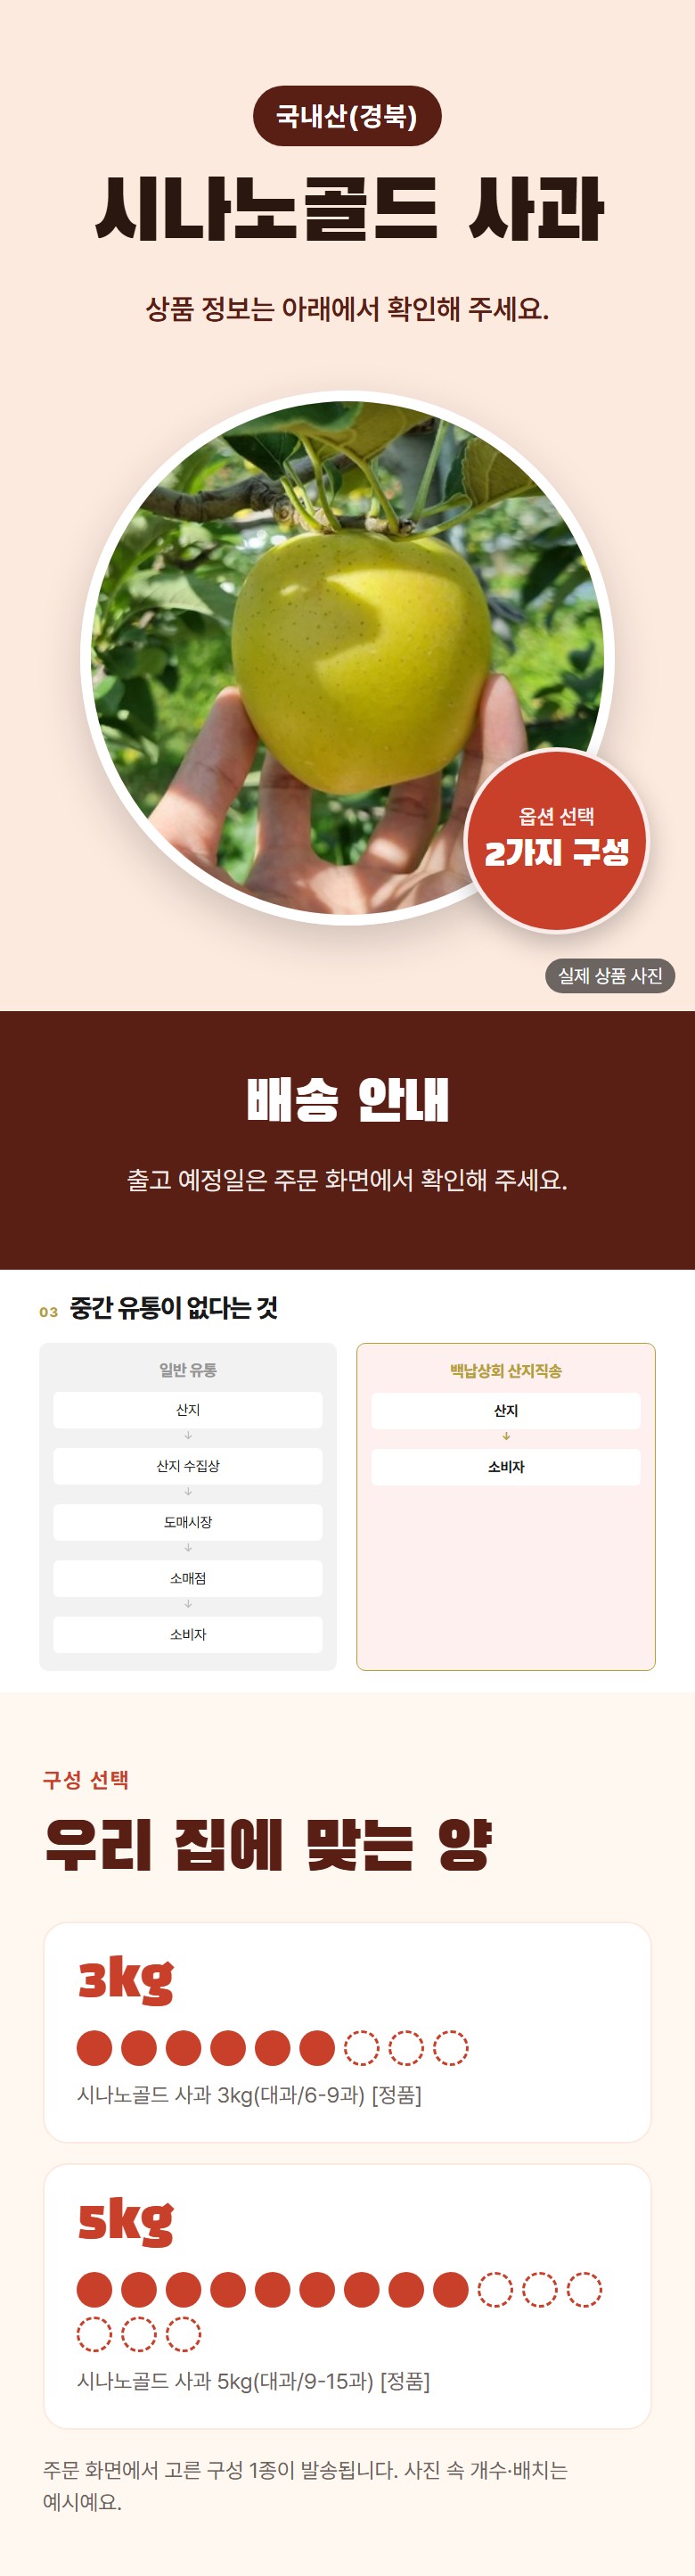 국내산(경북)
시나노골드 사과
상품 정보는 아래에서 확인해 주세요.
옵션 선택
2가지 구성
실제 상품 사진
배송 안내
출고 예정일은 주문 화면에서 확인해 주세요.
03 중간 유통이 없다는 것
일반 유통
산지
↓
산지 수집상
↓
도매시장
↓
소매점
↓
소비자
백납상회 산지직송
산지
↓
소비자
구성 선택
우리 집에 맞는 양
3kg
시나노골드 사과 3kg(대과/6-9과) [정품]
5kg
시나노골드 사과 5kg(대과/9-15과) [정품]
주문 화면에서 고른 구성 1종이 발송됩니다. 사진 속 개수·배치는
예시예요.